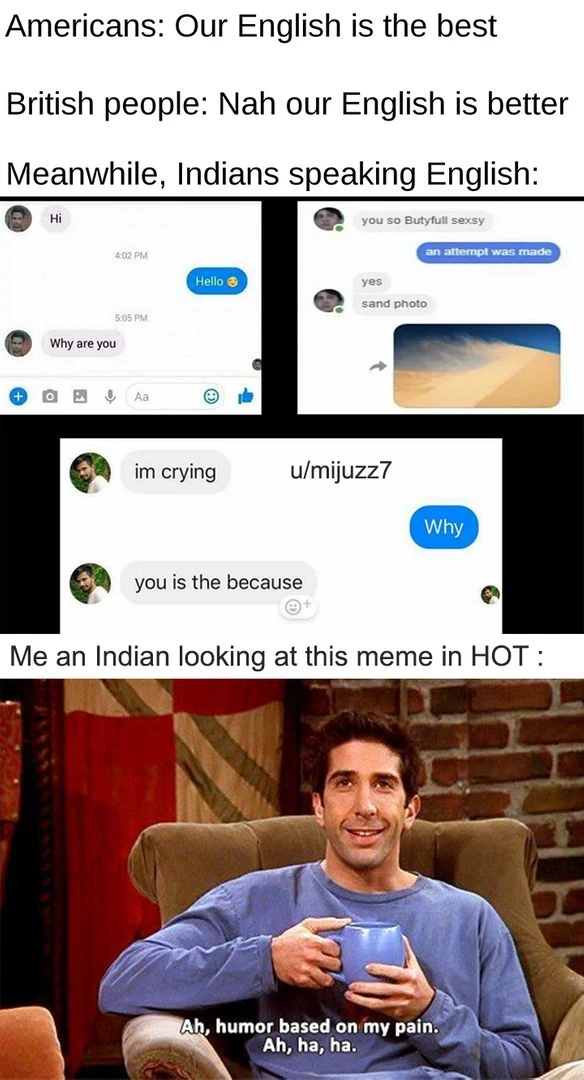 Americans: Our English is the best
British people: Nah our English is better
Meanwhile, Indians speaking English:
Hi
4:02 PM
Hello 😌
5:05 PM
Why are you
Aa
you so Butyfull sexsy
an attempt was made
yes
sand photo
im crying
u/mijuzz7
Why
you is the because
Me an Indian looking at this meme in HOT :
Ah, humor based on my pain.
Ah, ha, ha.